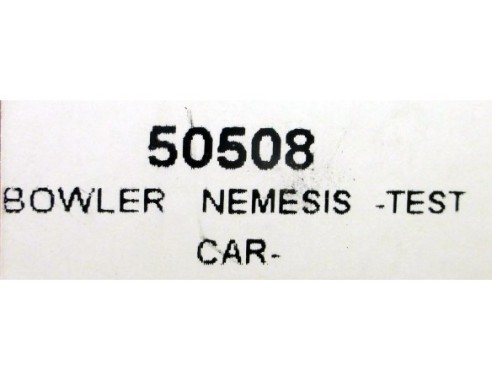 50508
BOWLER NEMESIS -TEST
CAR-